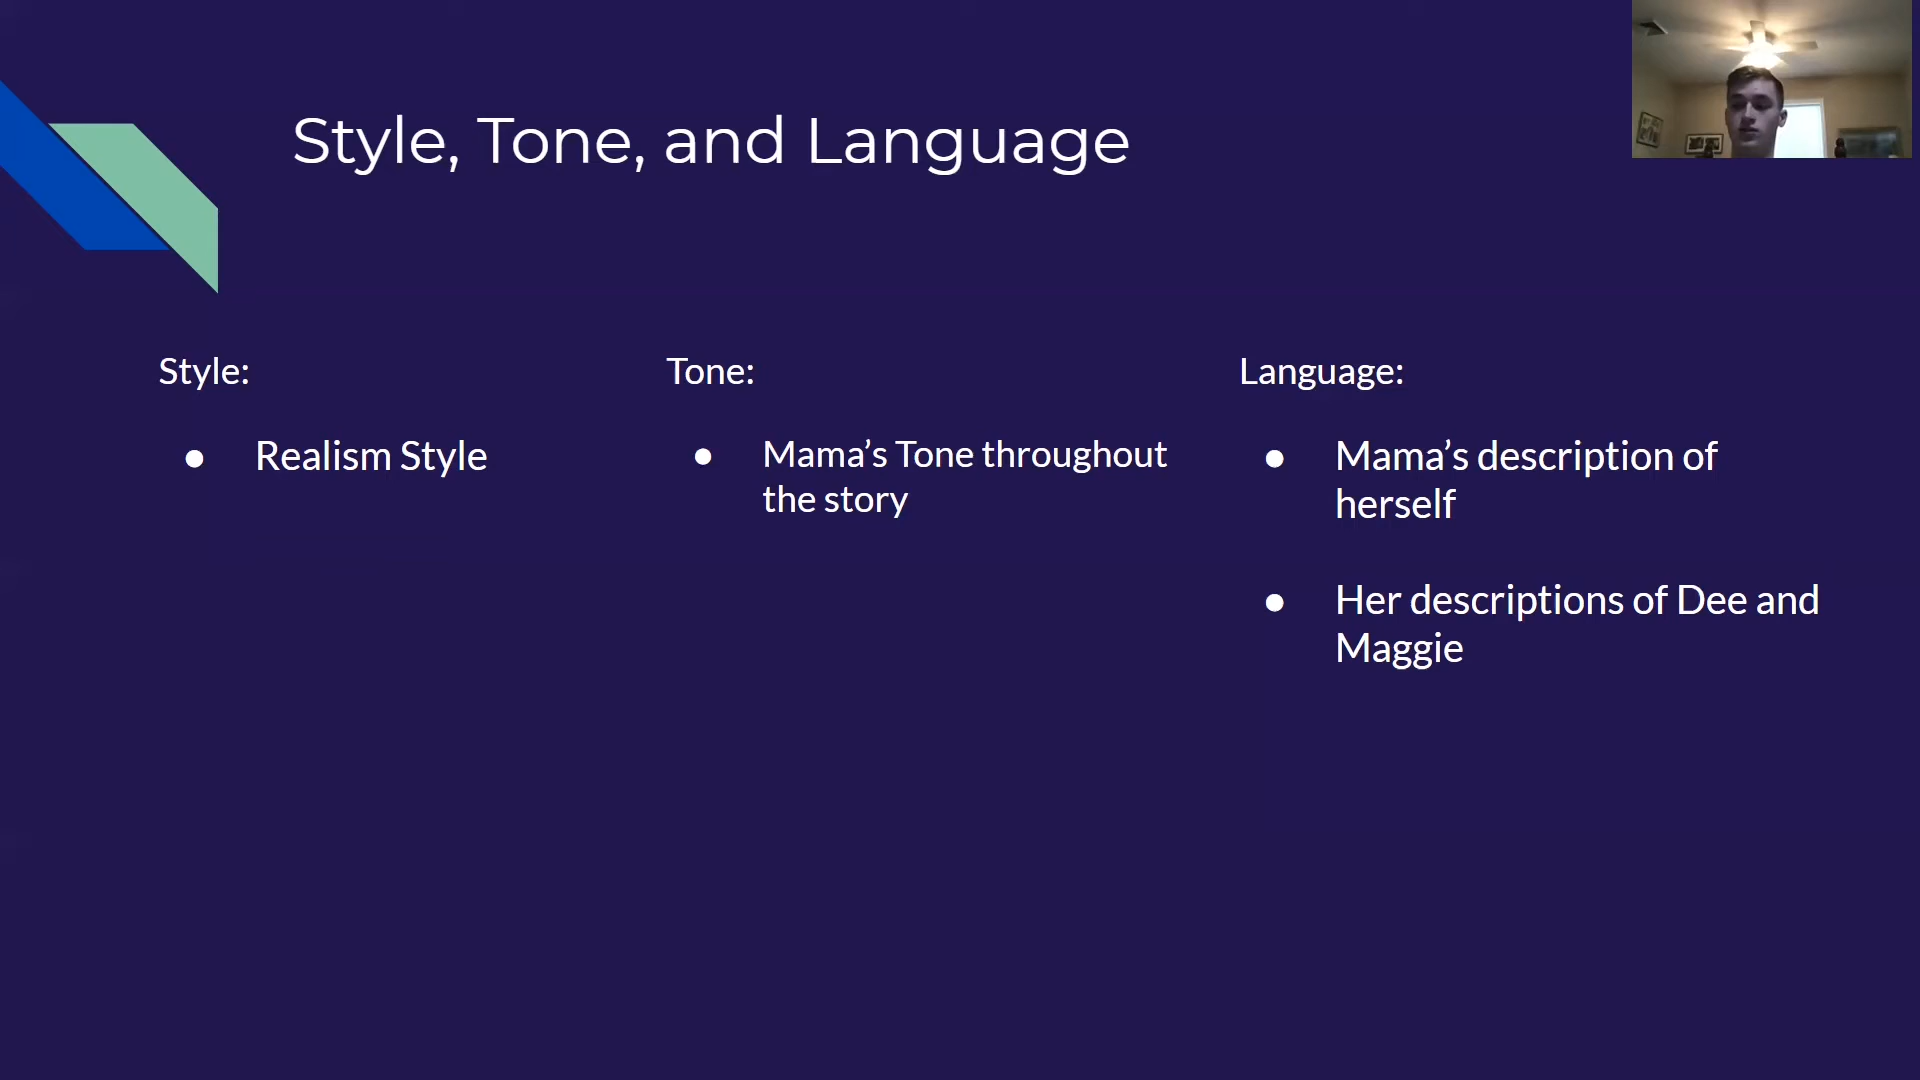 Style, Tone, and Language
Style:
● Realism Style
Tone:
● Mama’s Tone throughout
the story
Language:
● Mama’s description of
herself
● Her descriptions of Dee and
Maggie